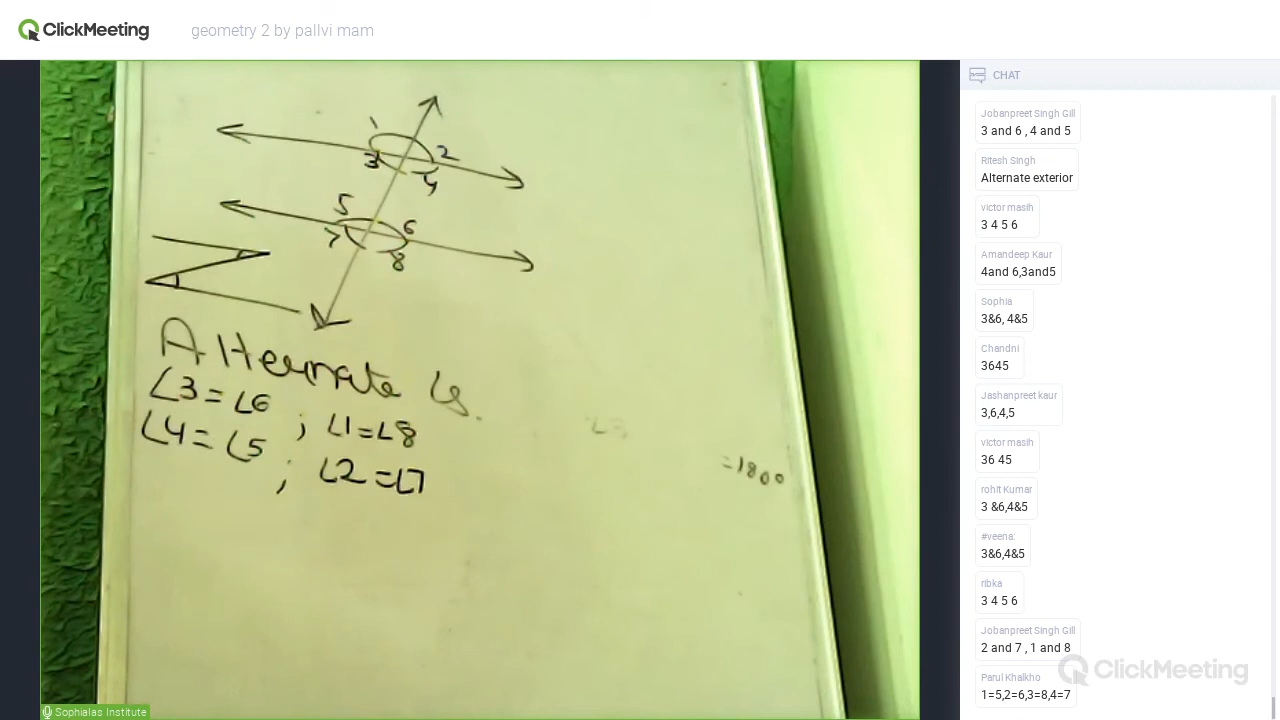 ClickMeeting
geometry 2 by pallvi mam
1
2
3
4
5
6
7
8
Alternate ∠s.
∠3=∠6 ; ∠1=∠8
∠4=∠5 ; ∠2=∠7
=180°
Sophialas Institute
CHAT
Jobanpreet Singh Gill
3 and 6 , 4 and 5
Ritesh Singh
Alternate exterior
victor masih
3 4 5 6
Amandeep Kaur
4and 6,3and5
Sophia
3&6, 4&5
Chandni
3645
Jashanpreet kaur
3,6,4,5
victor masih
36 45
rohit Kumar
3 &6,4&5
#veena:
3&6,4&5
ribka
3 4 5 6
Jobanpreet Singh Gill
2 and 7 , 1 and 8
Parul Khalkho
1=5,2=6,3=8,4=7
ClickMeeting